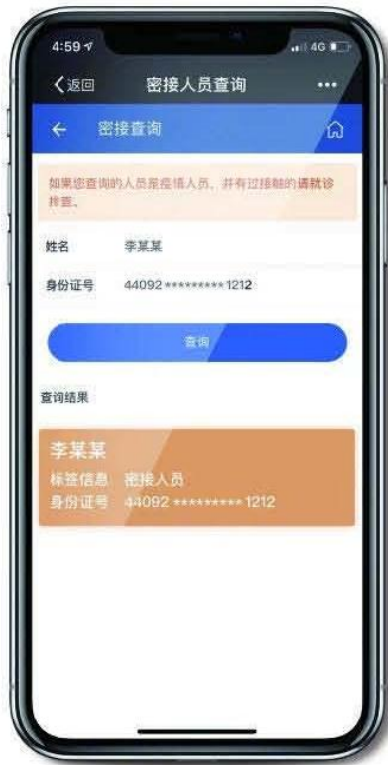 4:59
4G
返回
密接人员查询
密接查询
如果您查询的人员是疫情人员、并有过接触的请就诊
排查。
姓名 李某某
身份证号 44092*********1212
查询
查询结果
李某某
标签信息 密接人员
身份证号 44092*********1212